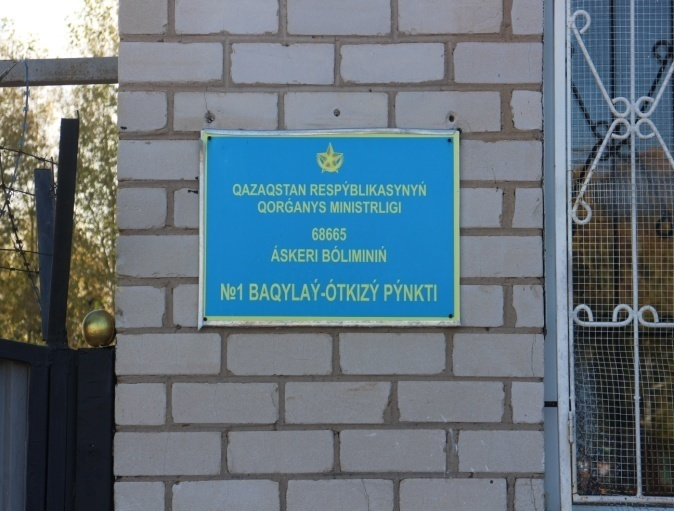 QAZAQSTAN RESPÝBLIKASYNYŃ
QORǴANYS MINISTRLIGI
68665
ÁSKERI BÓLIMINIŃ
№1 BAQYLAÝ-ÓTKIZÝ PÝNKTI